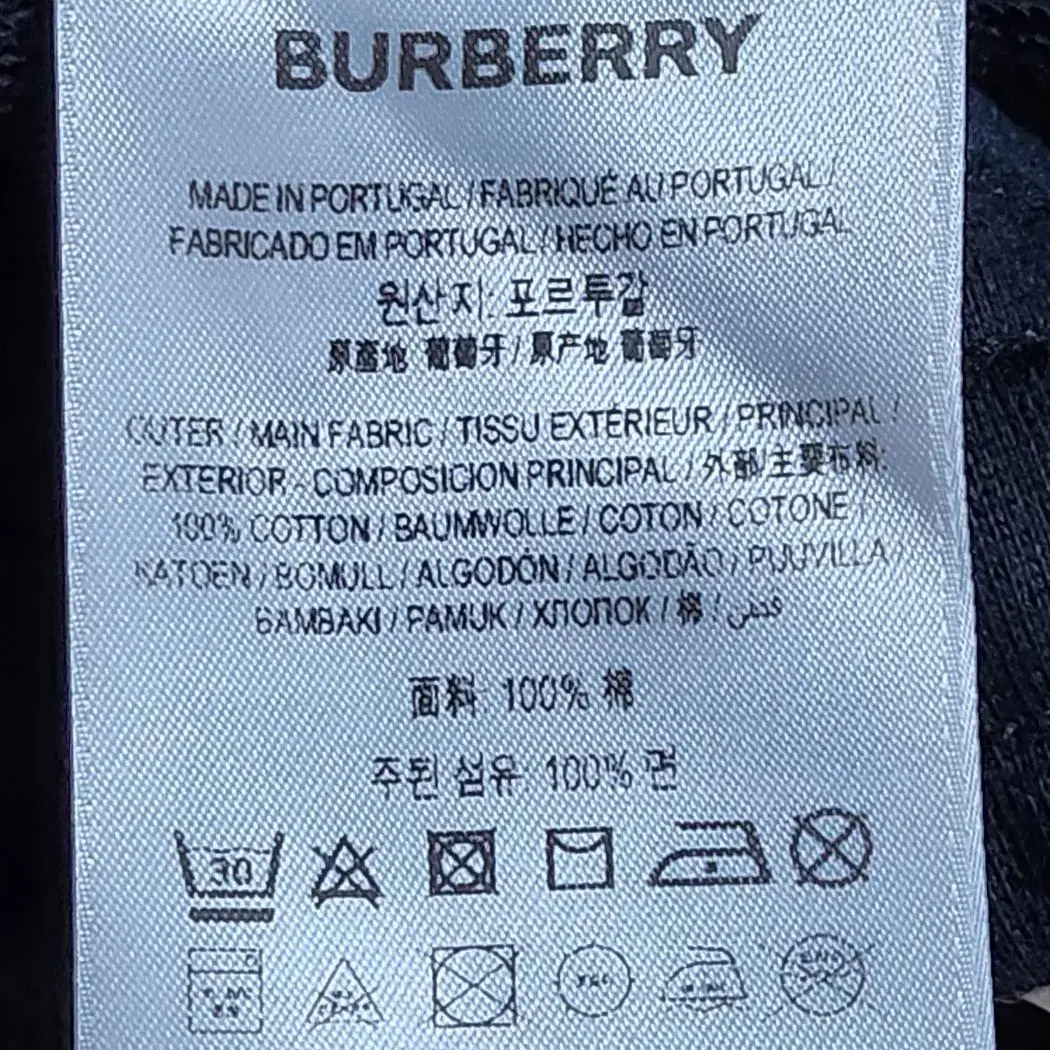 BURBERRY
MADE IN PORTUGAL / FABRIQUÉ AU PORTUGAL /
FABRICADO EM PORTUGAL / HECHO EN PORTUGAL
원산지: 포르투갈
原產地 葡萄牙 / 原产地 葡萄牙
OUTER / MAIN FABRIC / TISSU EXTÉRIEUR / PRINCIPAL /
EXTERIOR - COMPOSICION PRINCIPAL / 外部/主要布料:
100% COTTON / BAUMWOLLE / COTON / COTONE /
KATOEN / BOMULL / ALGODÓN / ALGODÃO / PUUVILLA /
BAMBAKI / PAMUK / ХЛОПОК / 棉 / قطن
面料: 100% 棉
주된 섬유: 100% 면
30